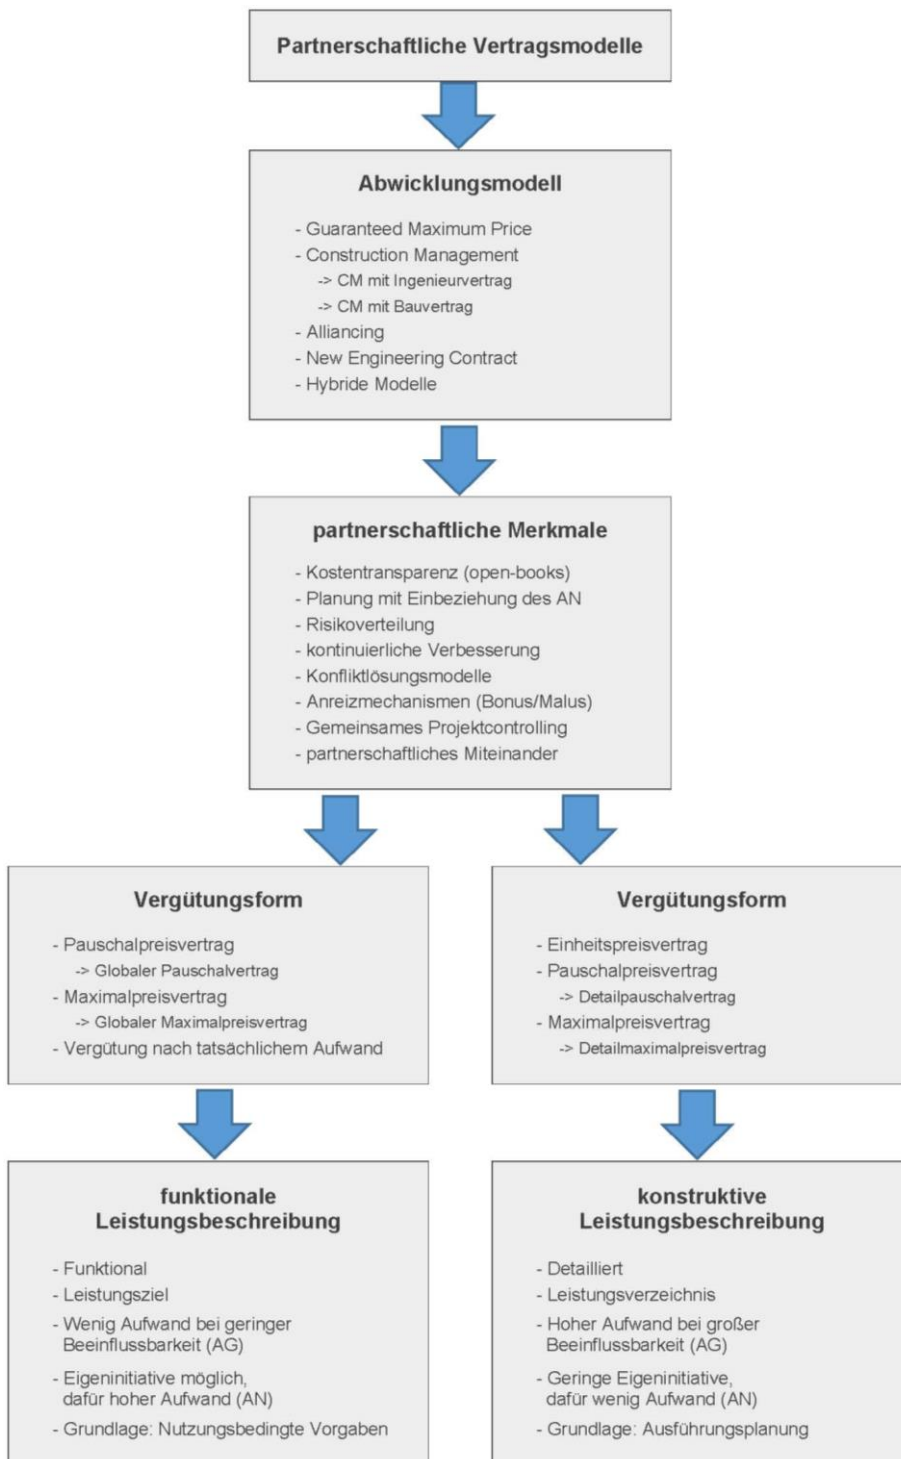 Partnerschaftliche Vertragsmodelle
Abwicklungsmodell
- Guaranteed Maximum Price
- Construction Management
-> CM mit Ingenieurvertrag
-> CM mit Bauvertrag
- Alliancing
- New Engineering Contract
- Hybride Modelle
partnerschaftliche Merkmale
- Kostentransparenz (open-books)
- Planung mit Einbeziehung des AN
- Risikoverteilung
- kontinuierliche Verbesserung
- Konfliktlösungsmodelle
- Anreizmechanismen (Bonus/Malus)
- Gemeinsames Projektcontrolling
- partnerschaftliches Miteinander
Vergütungsform
- Pauschalpreisvertrag
-> Globaler Pauschalvertrag
- Maximalpreisvertrag
-> Globaler Maximalpreisvertrag
- Vergütung nach tatsächlichem Aufwand
Vergütungsform
- Einheitspreisvertrag
- Pauschalpreisvertrag
-> Detailpauschalvertrag
- Maximalpreisvertrag
-> Detailmaximalpreisvertrag
funktionale
Leistungsbeschreibung
- Funktional
- Leistungsziel
- Wenig Aufwand bei geringer
Beeinflussbarkeit (AG)
- Eigeninitiative möglich,
dafür hoher Aufwand (AN)
- Grundlage: Nutzungsbedingte Vorgaben
konstruktive
Leistungsbeschreibung
- Detailliert
- Leistungsverzeichnis
- Hoher Aufwand bei großer
Beeinflussbarkeit (AG)
- Geringe Eigeninitiative,
dafür wenig Aufwand (AN)
- Grundlage: Ausführungsplanung